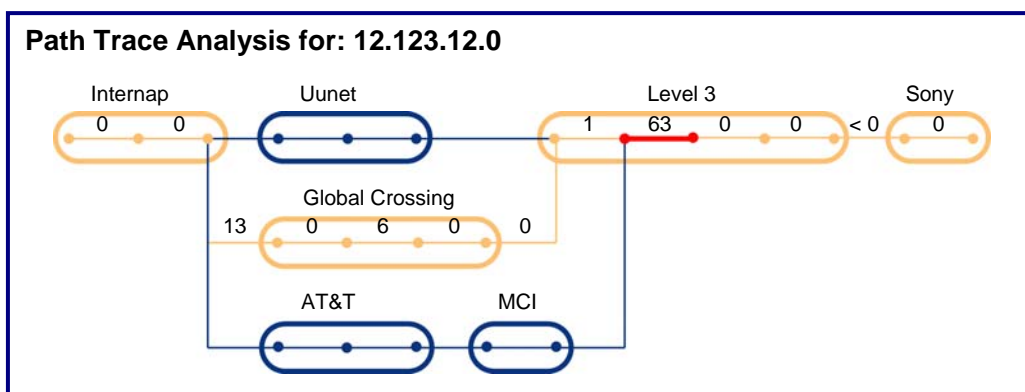 Path Trace Analysis for: 12.123.12.0
Internap
Uunet
Level 3
Sony
0 0
1 63 0 0 < 0 0
Global Crossing
13 0 6 0 0
AT&T
MCI